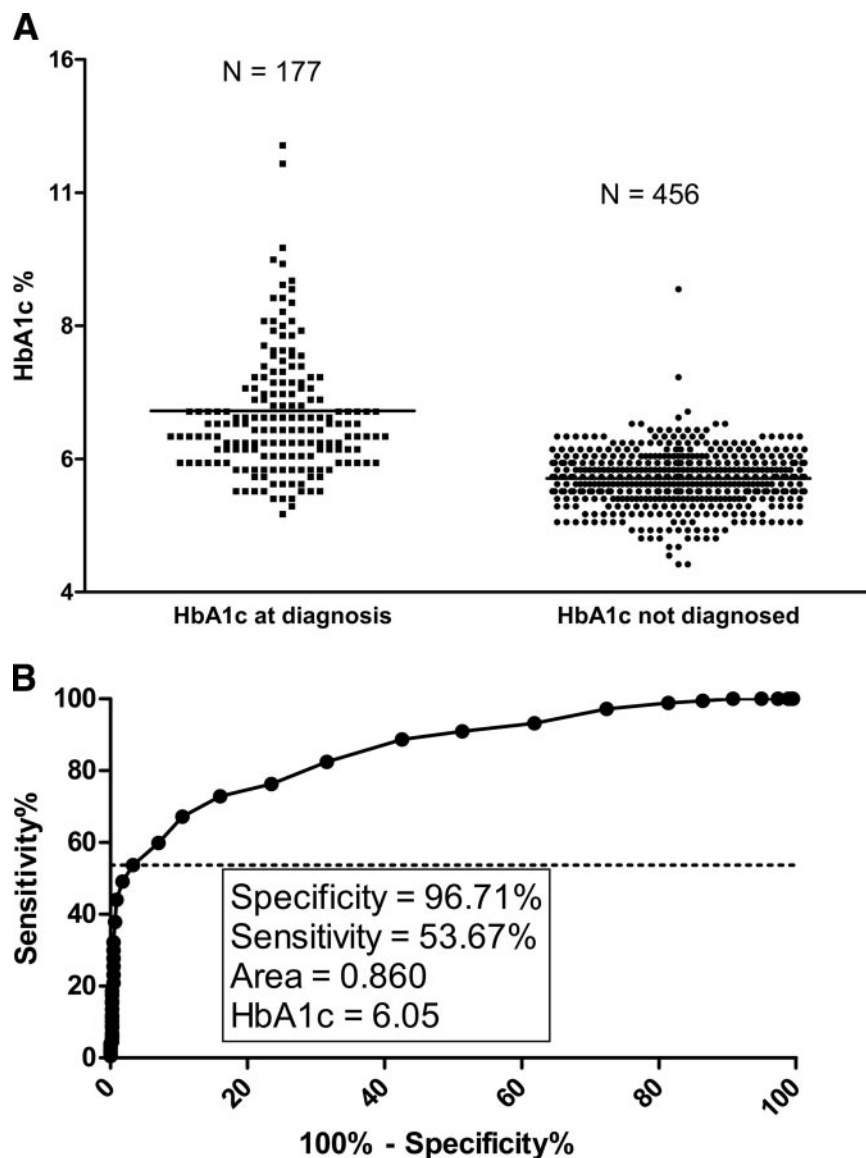 A
16
N = 177
11
N = 456
HbA1c %
8
6
4
HbA1c at diagnosis
HbA1c not diagnosed
B
100
80
60
Sensitivity%
40
20
0
Specificity = 96.71%
Sensitivity = 53.67%
Area = 0.860
HbA1c = 6.05
0
20
40
60
80
100
100% - Specificity%